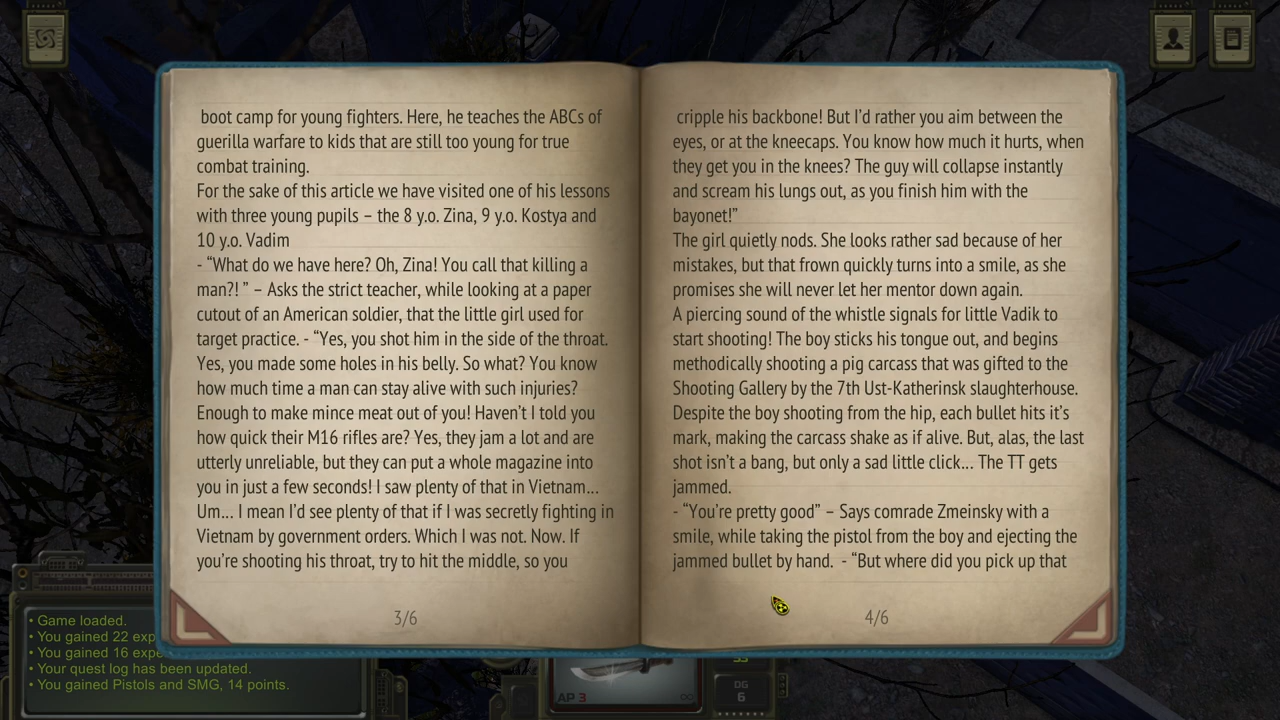 boot camp for young fighters. Here, he teaches the ABCs of
guerilla warfare to kids that are still too young for true
combat training.
For the sake of this article we have visited one of his lessons
with three young pupils – the 8 y.o. Zina, 9 y.o. Kostya and
10 y.o. Vadim
- “What do we have here? Oh, Zina! You call that killing a
man?! ” – Asks the strict teacher, while looking at a paper
cutout of an American soldier, that the little girl used for
target practice. - “Yes, you shot him in the side of the throat.
Yes, you made some holes in his belly. So what? You know
how much time a man can stay alive with such injuries?
Enough to make mince meat out of you! Haven’t I told you
how quick their M16 rifles are? Yes, they jam a lot and are
utterly unreliable, but they can put a whole magazine into
you in just a few seconds! I saw plenty of that in Vietnam...
Um... I mean I’d see plenty of that if I was secretly fighting in
Vietnam by government orders. Which I was not. Now. If
you’re shooting his throat, try to hit the middle, so you
3/6
cripple his backbone! But I’d rather you aim between the
eyes, or at the kneecaps. You know how much it hurts, when
they get you in the knees? The guy will collapse instantly
and scream his lungs out, as you finish him with the
bayonet!”
The girl quietly nods. She looks rather sad because of her
mistakes, but that frown quickly turns into a smile, as she
promises she will never let her mentor down again.
A piercing sound of the whistle signals for little Vadik to
start shooting! The boy sticks his tongue out, and begins
methodically shooting a pig carcass that was gifted to the
Shooting Gallery by the 7th Ust-Katherinsk slaughterhouse.
Despite the boy shooting from the hip, each bullet hits it’s
mark, making the carcass shake as if alive. But, alas, the last
shot isn’t a bang, but only a sad little click... The TT gets
jammed.
- “You’re pretty good” – Says comrade Zmeinsky with a
smile, while taking the pistol from the boy and ejecting the
jammed bullet by hand. - “But where did you pick up that
4/6
• Game loaded.
• You gained 22 exp
• You gained 16 expe
• Your quest log has been updated.
• You gained Pistols and SMG, 14 points.
AP 3
DG
6